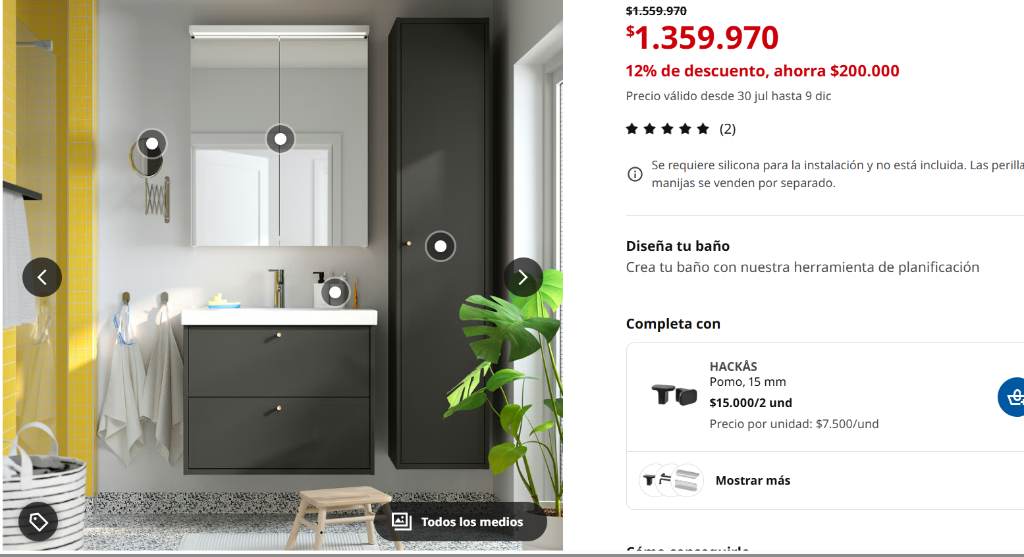 $1.559.970
$1.359.970
12% de descuento, ahorra $200.000
Precio válido desde 30 jul hasta 9 dic
(2)
Se requiere silicona para la instalación y no está incluida. Las perilla
manijas se venden por separado.
Diseña tu baño
Crea tu baño con nuestra herramienta de planificación
Completa con
HACKÅS
Pomo, 15 mm
$15.000/2 und
Precio por unidad: $7.500/und
Mostrar más
Todos los medios
Cómo conseguirlo